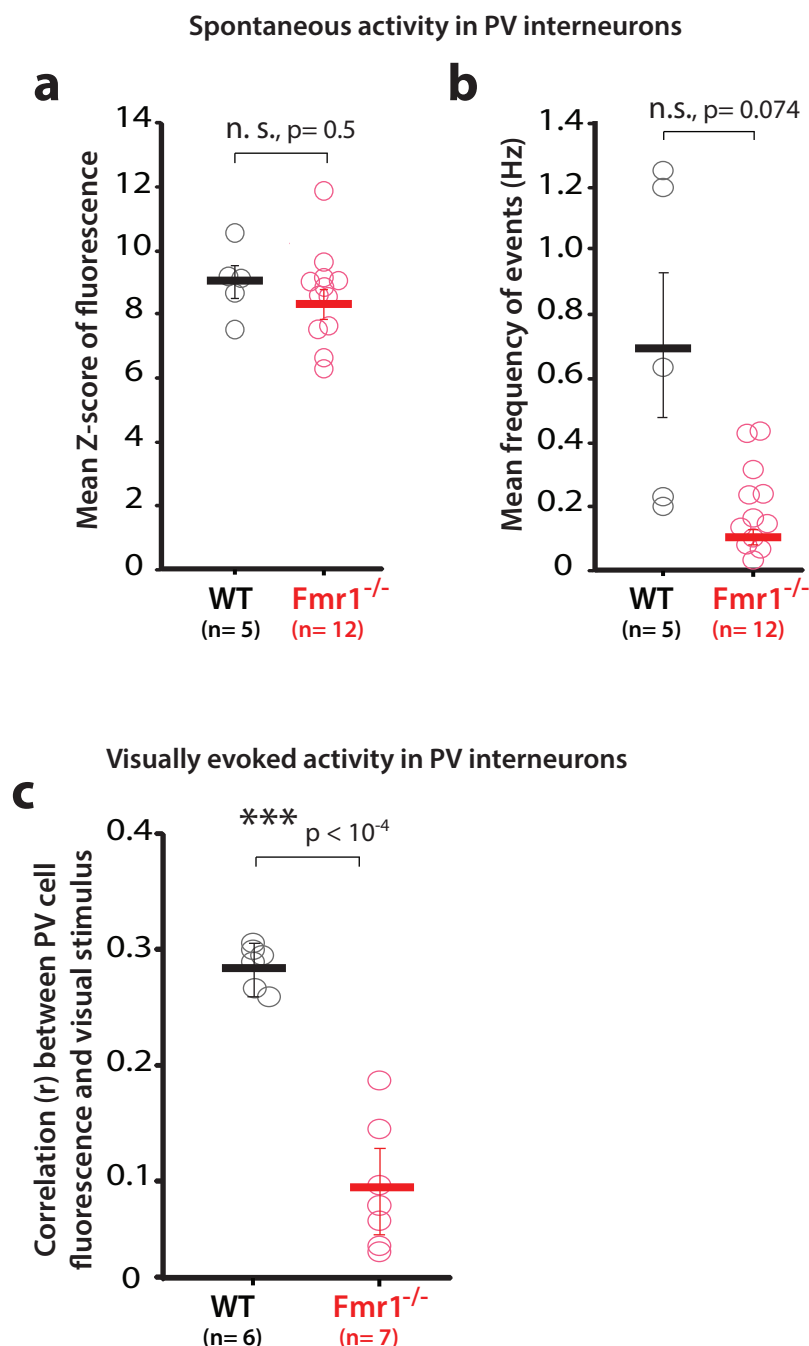 Spontaneous activity in PV interneurons
a
n. s., p= 0.5
Mean Z-score of fluorescence
14
12
10
8
6
4
2
0
WT
Fmr1-/-
(n= 5)
(n= 12)
b
n.s., p= 0.074
Mean frequency of events (Hz)
1.4
1.2
1.0
0.8
0.6
0.4
0.2
0
WT
Fmr1-/-
(n= 5)
(n= 12)
Visually evoked activity in PV interneurons
c
*** p < 10-4
Correlation (r) between PV cell
fluorescence and visual stimulus
0.4
0.3
0.2
0.1
0
WT
Fmr1-/-
(n= 6)
(n= 7)